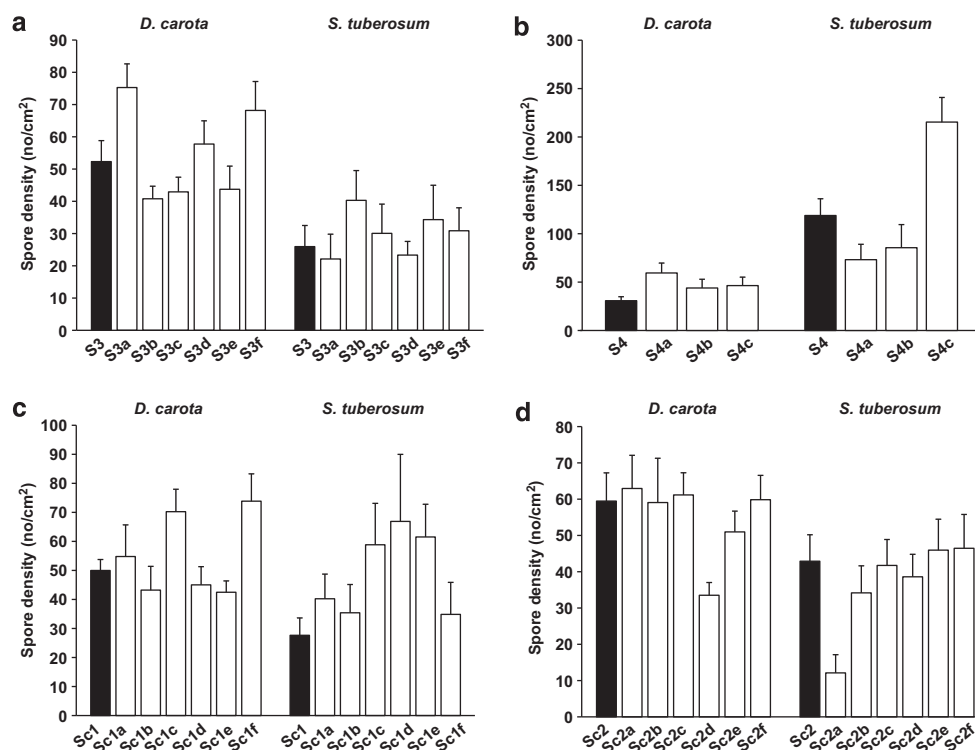 a
D. carota
S. tuberosum
Spore density (no/cm²)
90
80
70
60
50
40
30
20
10
0
S3 S3a S3b S3c S3d S3e S3f
S3 S3a S3b S3c S3d S3e S3f
b
D. carota
S. tuberosum
Spore density (no/cm²)
300
250
200
150
100
50
0
S4 S4a S4b S4c
S4 S4a S4b S4c
c
D. carota
S. tuberosum
Spore density (no/cm²)
100
90
80
70
60
50
40
30
20
10
0
Sc1 Sc1a Sc1b Sc1c Sc1d Sc1e Sc1f
Sc1 Sc1a Sc1b Sc1c Sc1d Sc1e Sc1f
d
D. carota
S. tuberosum
Spore density (no/cm²)
80
70
60
50
40
30
20
10
0
Sc2 Sc2a Sc2b Sc2c Sc2d Sc2e Sc2f
Sc2 Sc2a Sc2b Sc2c Sc2d Sc2e Sc2f